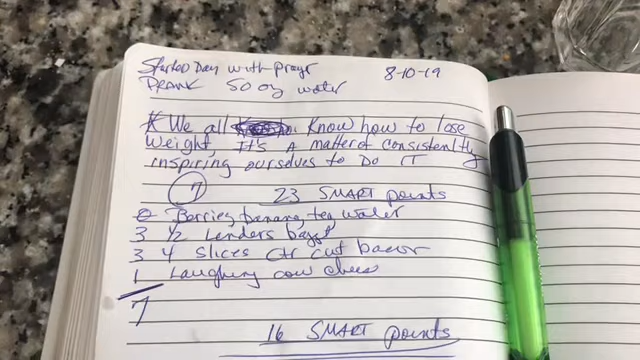 Started Day with prayr 8-10-19
DRANK 50 oz water
* We all Know how to lose
weight, It's A matter of consistently
inspiring ourselves to Do IT
7 23 SMART points
0 Berries, banana, tea, water
3 1/2 Lenders bagel
3 4 slices ctr cut bacon
1 Laughing cow cheese
7
16 SMART points